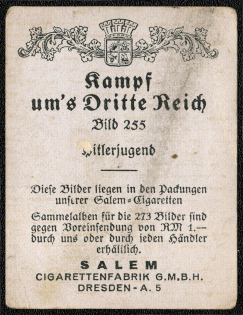 Kampf
um's Dritte Reich
Bild 255
Hitlerjugend
Diese Bilder liegen in den Packungen
unserer Salem-Cigaretten
Sammelalben für die 273 Bilder sind
gegen Voreinsendung von RM 1.—
durch uns oder durch jeden Händler
erhältlich.
SALEM
CIGARETTENFABRIK G.M.B.H.
DRESDEN-A. 5